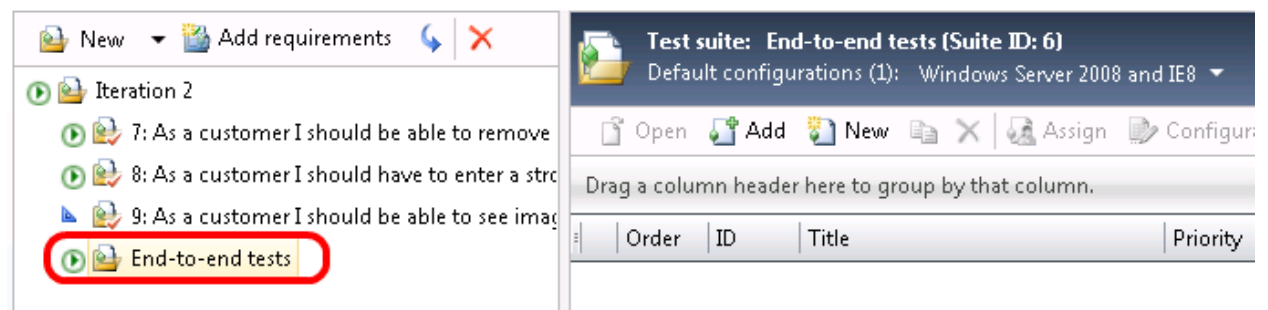 New Add requirements
Iteration 2
7: As a customer I should be able to remove
8: As a customer I should have to enter a
9: As a customer I should be able to see
End-to-end tests
Test suite: End-to-end tests (Suite ID: 6)
Default configurations (1): Windows Server 2008 and IE8
Open Add New Assign
Drag a column header here to group by that column.
Order ID Title Priority